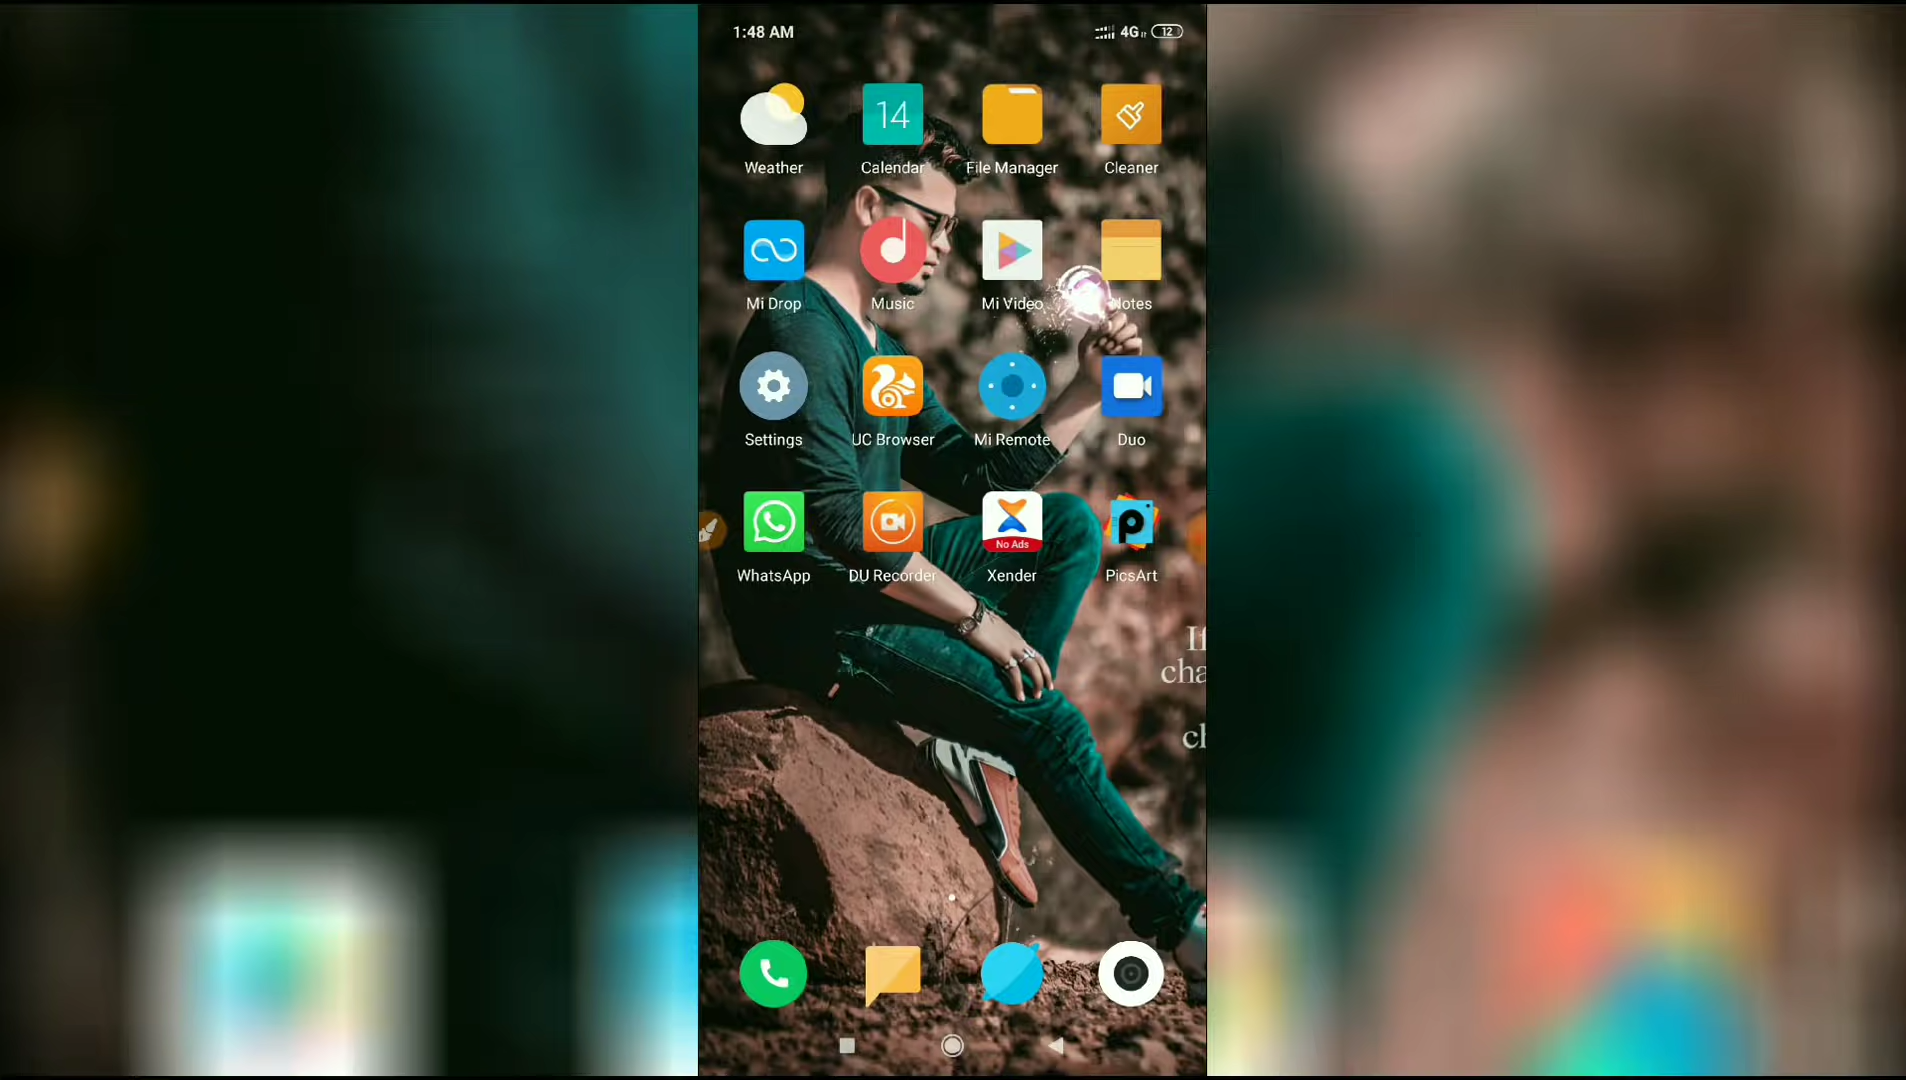 1:48 AM
4G
12
14
Weather
Calendar
File Manager
Cleaner
Mi Drop
Music
Mi Video
Notes
Settings
UC Browser
Mi Remote
Duo
No Ads
WhatsApp
DU Recorder
Xender
PicsArt
If
cha
ch